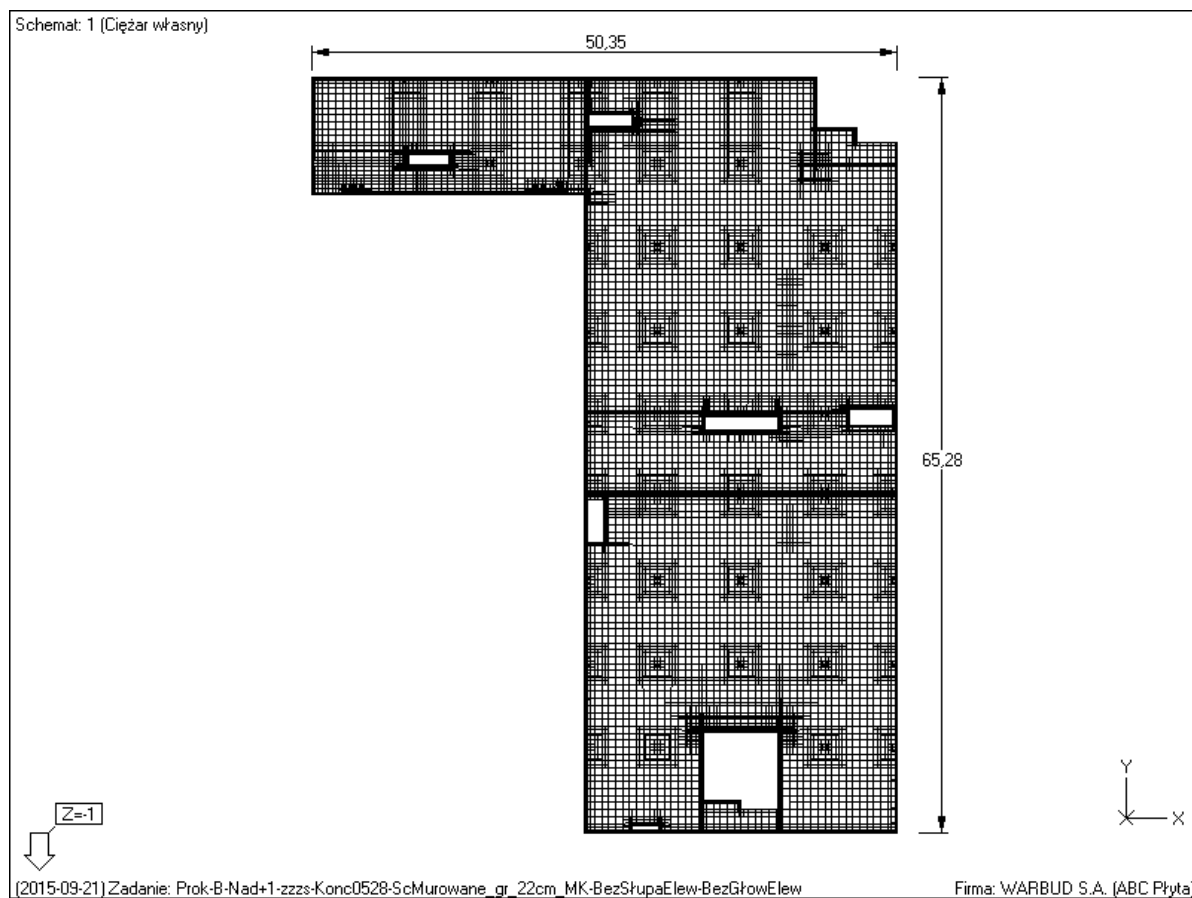 Schemat: 1 (Ciężar własny)
50,35
65,28
Y
X
Z=-1
(2015-09-21) Zadanie: Prok-B-Nad+1-zzzs-Konc0528-ScMurowane_gr_22cm_MK-BezSłupaElew-BezGłowElew
Firma: WARBUD S.A. (ABC Płyta)